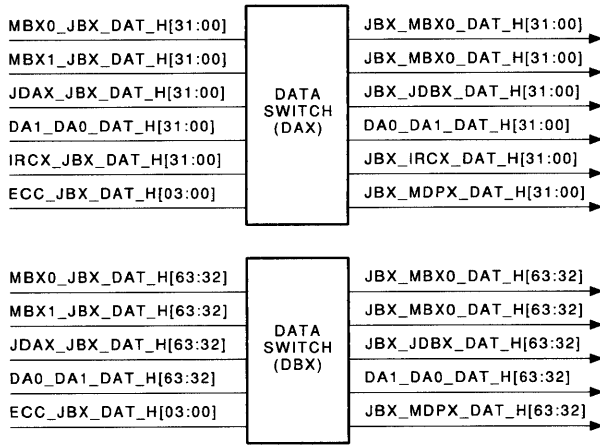 MBX0_JBX_DAT_H[31:00]
MBX1_JBX_DAT_H[31:00]
JDAX_JBX_DAT_H[31:00]
DA1_DA0_DAT_H[31:00]
IRCX_JBX_DAT_H[31:00]
ECC_JBX_DAT_H[03:00]
DATA
SWITCH
(DAX)
JBX_MBX0_DAT_H[31:00]
JBX_MBX0_DAT_H[31:00]
JBX_JDBX_DAT_H[31:00]
DA0_DA1_DAT_H[31:00]
JBX_IRCX_DAT_H[31:00]
JBX_MDPX_DAT_H[31:00]
MBX0_JBX_DAT_H[63:32]
MBX1_JBX_DAT_H[63:32]
JDAX_JBX_DAT_H[63:32]
DA0_DA1_DAT_H[63:32]
ECC_JBX_DAT_H[03:00]
DATA
SWITCH
(DBX)
JBX_MBX0_DAT_H[63:32]
JBX_MBX0_DAT_H[63:32]
JBX_JDBX_DAT_H[63:32]
DA1_DA0_DAT_H[63:32]
JBX_MDPX_DAT_H[63:32]